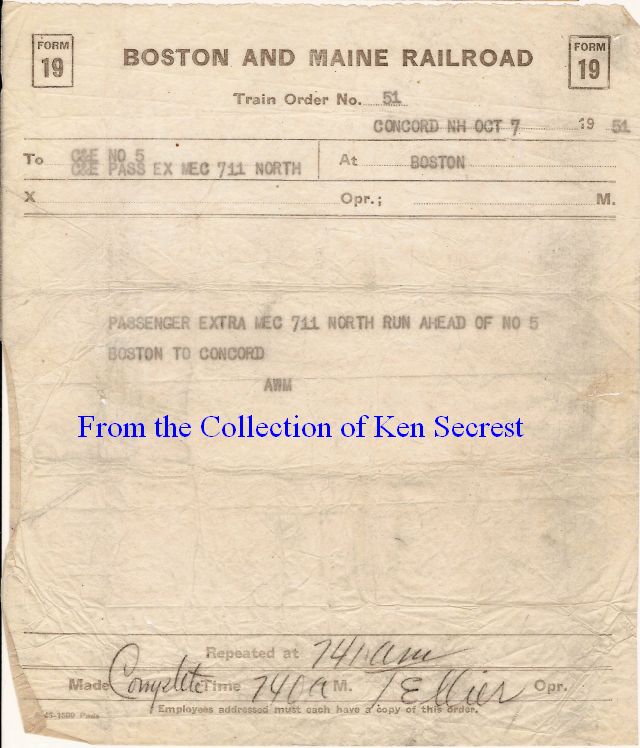 FORM 19 BOSTON AND MAINE RAILROAD FORM 19
Train Order No. 51
CONCORD NH OCT 7 19 51
To C&E NO 5 At BOSTON
C&E PASS EX MEC 711 NORTH
X Opr.; M.
PASSENGER EXTRA MEC 711 NORTH RUN AHEAD OF NO 5
BOSTON TO CONCORD
AWM
From the Collection of Ken Secrest
Repeated at 741am
Made Complete Time 740a M. Tellier Opr.
Employees addressed must each have a copy of this order.